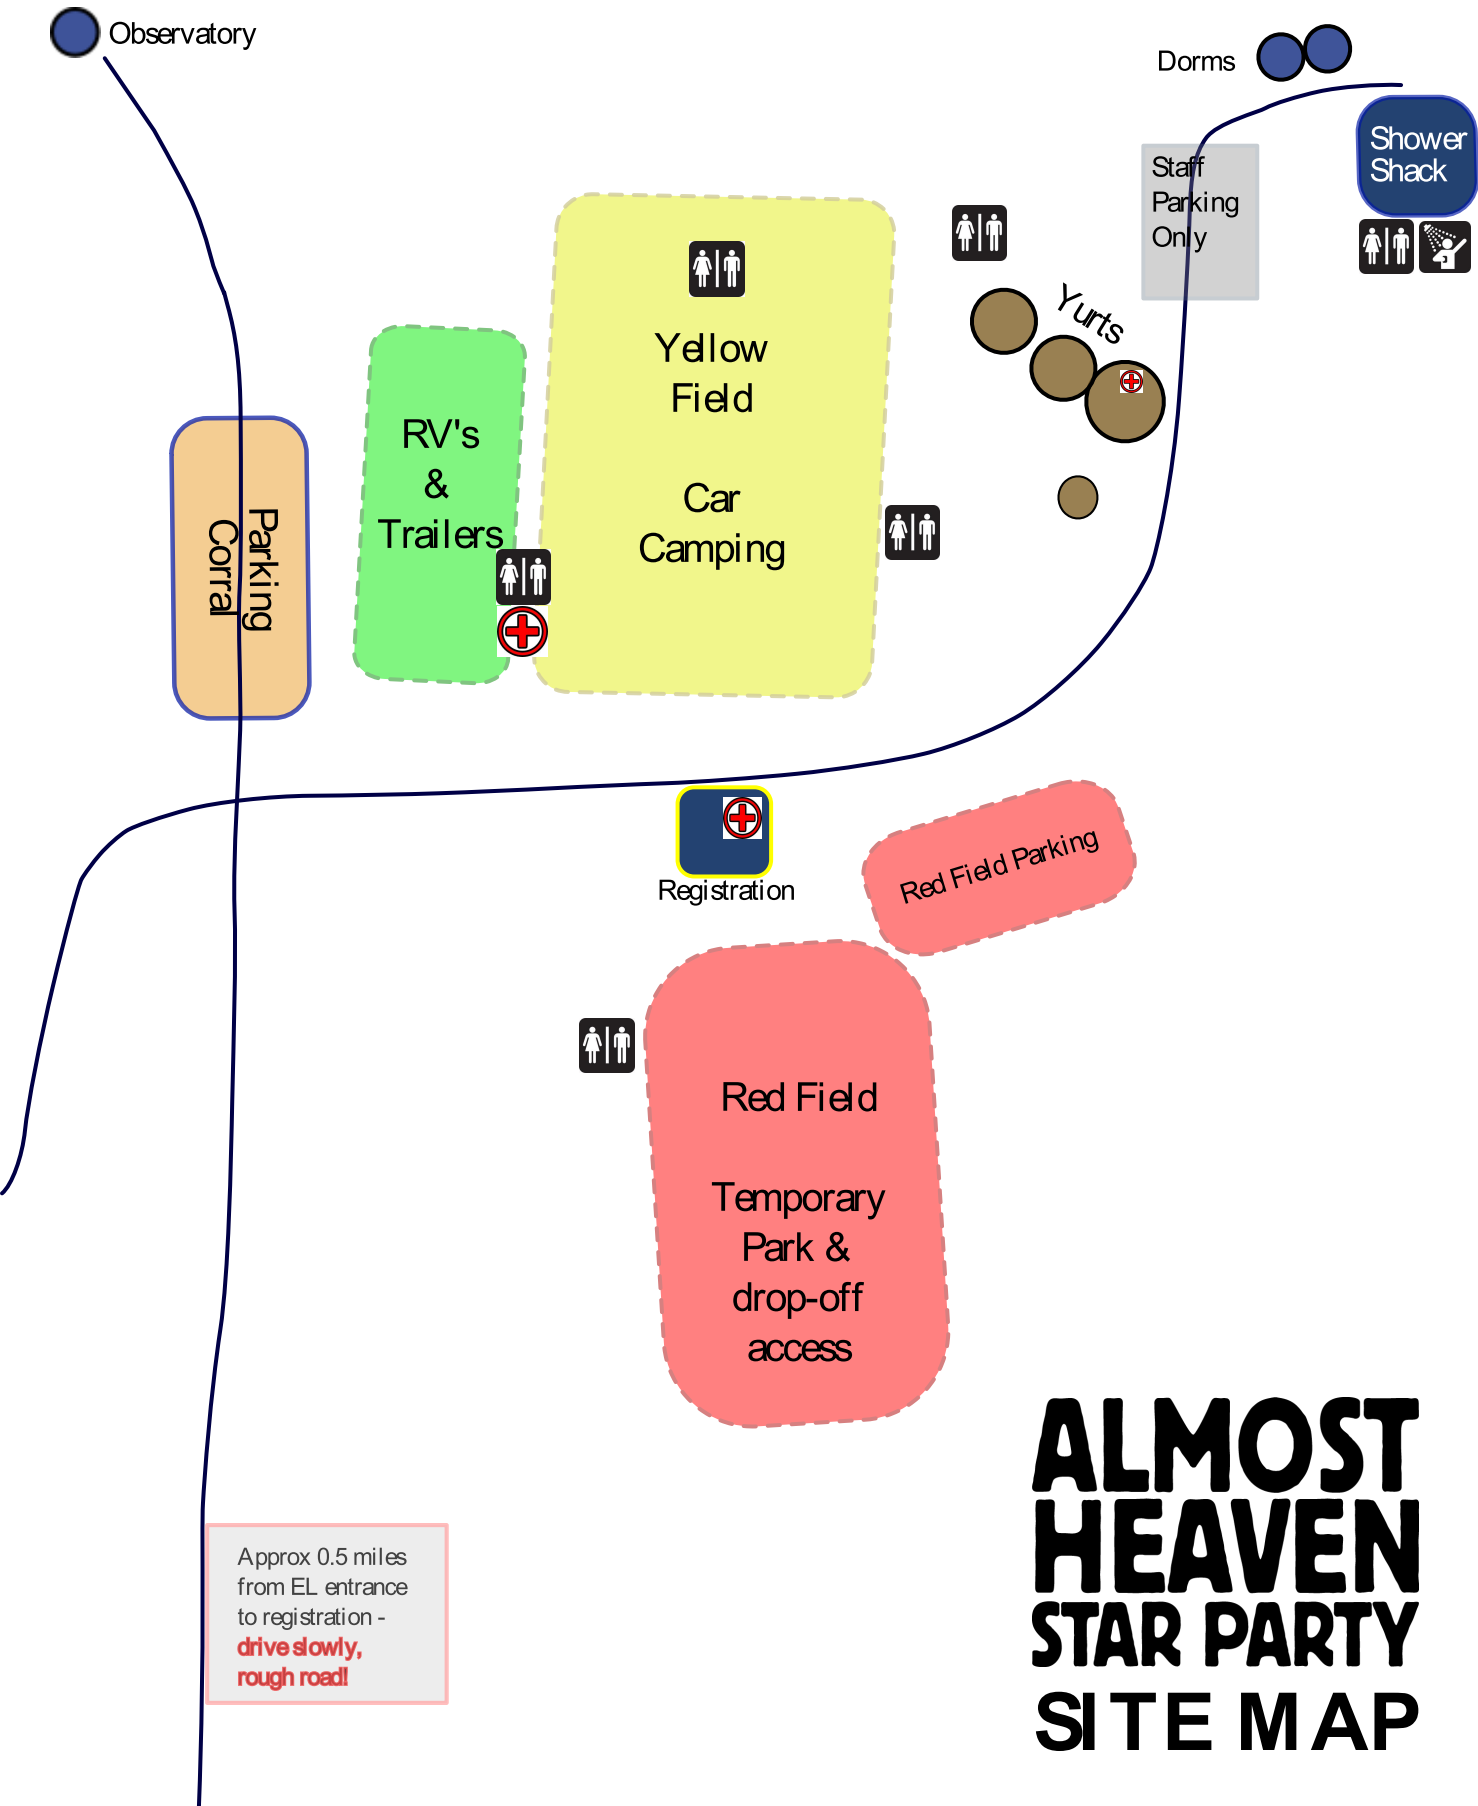 Observatory
Dorms
Shower
Shack
Staff
Parking
Only
Yurts
Yellow
Field
Car
Camping
RV's
&
Trailers
Parking
Corral
Registration
Red Field Parking
Red Field
Temporary
Park &
drop-off
access
Approx 0.5 miles
from EL entrance
to registration -
drive slowly,
rough road!
ALMOST
HEAVEN
STAR PARTY
SITE MAP